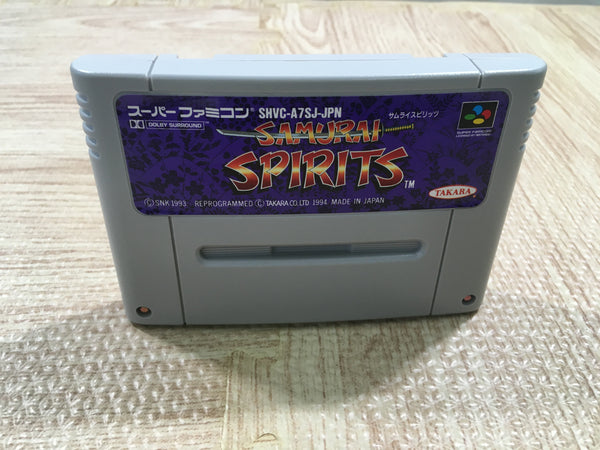 スーパーファミコン SHVC-A7SJ-JPN
DOLBY SURROUND
サムライスピリッツ
SAMURAI
SPIRITS TM
SUPER FAMICOM
TAKARA
Ⓒ SNK 1993 REPROGRAMMED Ⓒ TAKARA CO.,LTD 1994 MADE IN JAPAN